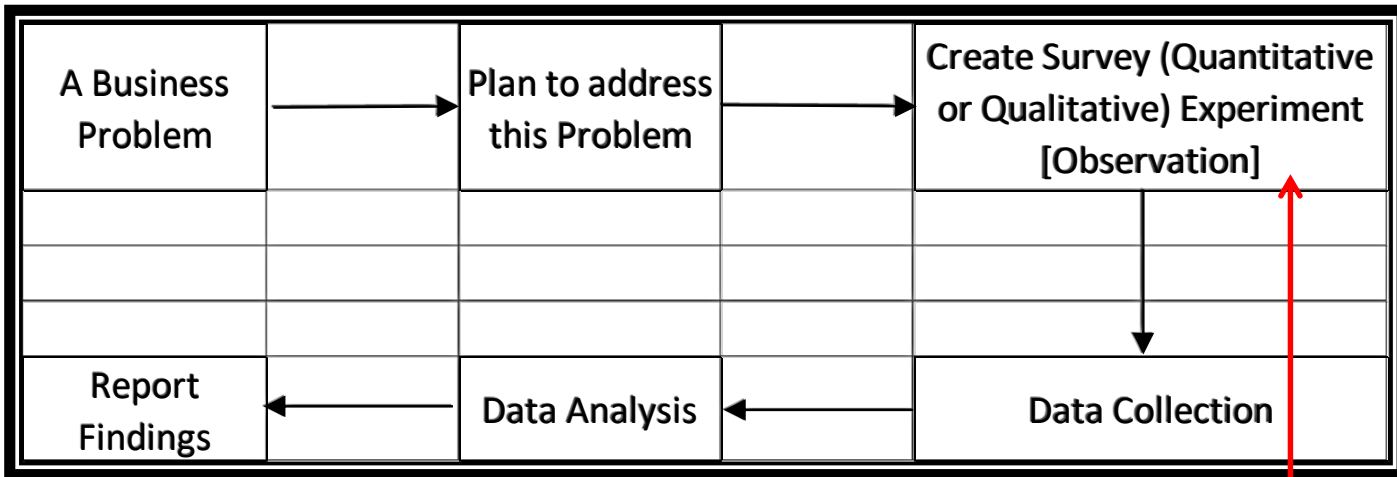 A Business
Problem
Plan to address
this Problem
Create Survey (Quantitative
or Qualitative) Experiment
[Observation]
Report
Findings
Data Analysis
Data Collection